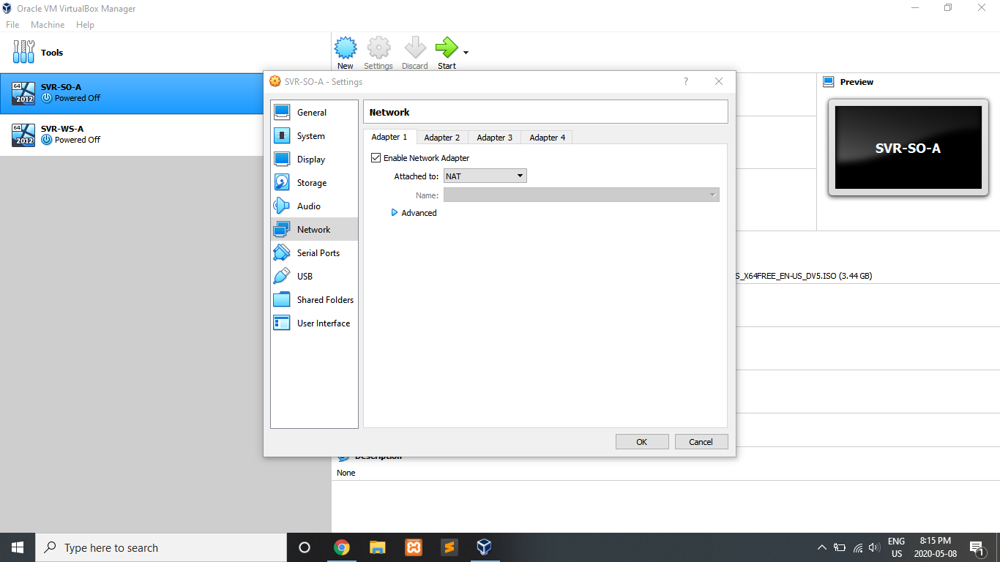 Oracle VM VirtualBox Manager
File Machine Help
Tools
New Settings Discard Start
64
2012
SVR-SO-A
Powered Off
64
2012
SVR-WS-A
Powered Off
SVR-SO-A - Settings
?
General
System
Display
Storage
Audio
Network
Serial Ports
USB
Shared Folders
User Interface
Network
Adapter 1 Adapter 2 Adapter 3 Adapter 4
Enable Network Adapter
Attached to: NAT
Name:
Advanced
OK Cancel
Preview
SVR-SO-A
S_X64FREE_EN-US_DV5.ISO (3.44 GB)
Description
None
Type here to search
ENG
US
8:15 PM
2020-05-08
1